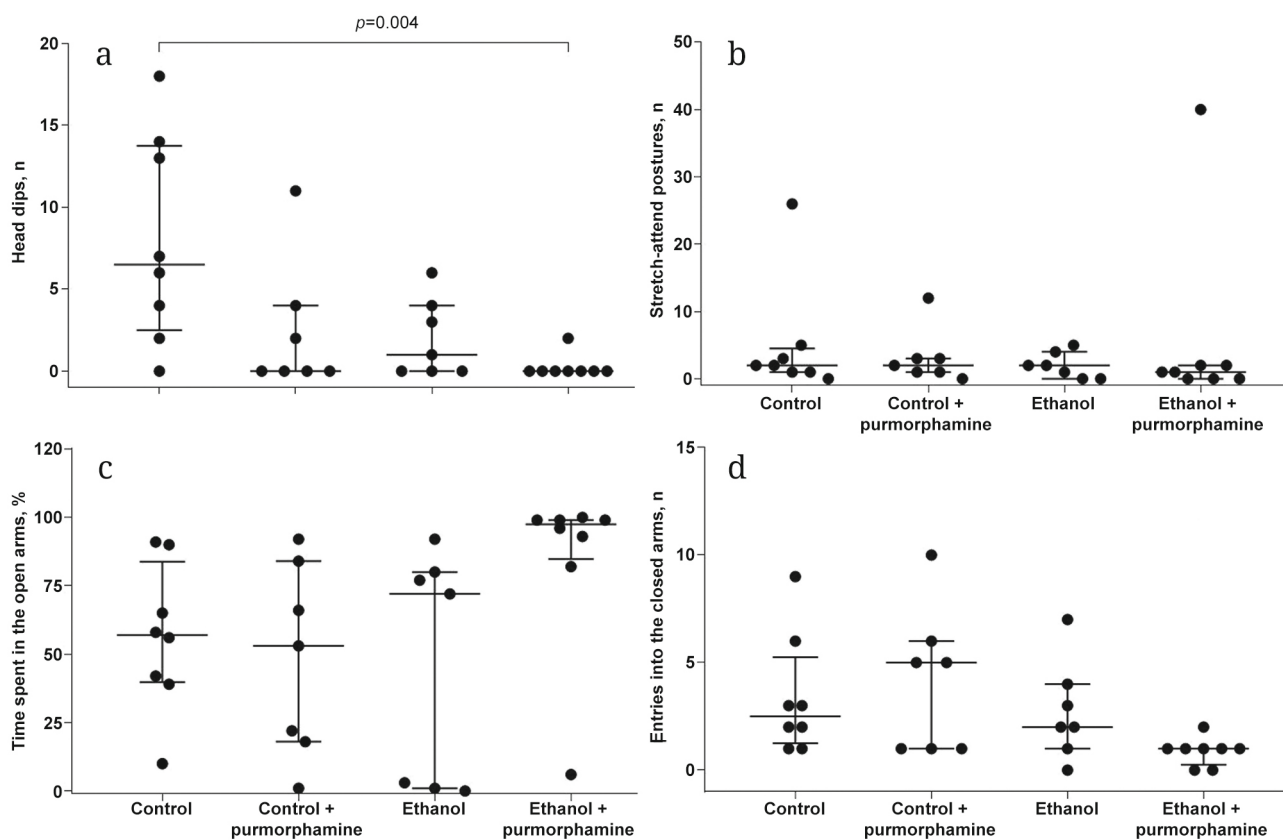 p=0.004
a
Head dips, n
20
15
10
5
0
b
Stretch-attend postures, n
50
40
30
20
10
0
Control
Control +
purmorphamine
Ethanol
Ethanol +
purmorphamine
c
Time spent in the open arms, %
120
100
75
50
25
0
Control
Control +
purmorphamine
Ethanol
Ethanol +
purmorphamine
d
Entries into the closed arms, n
15
10
5
0
Control
Control +
purmorphamine
Ethanol
Ethanol +
purmorphamine